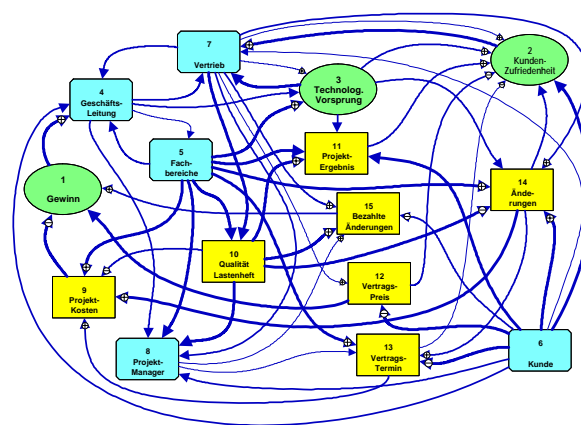 7
Vertrieb
2
Kunden-
Zufriedenheit
3
Technolog.
Vorsprung
4
Geschäfts-
Leitung
5
Fach-
bereiche
11
Projekt-
Ergebnis
1
Gewinn
14
Ände-
rungen
15
Bezahlte
Änderungen
10
Qualität
Lastenheft
12
Vertrags-
Preis
9
Projekt-
Kosten
13
Vertrags-
Termin
6
Kunde
8
Projekt-
Manager